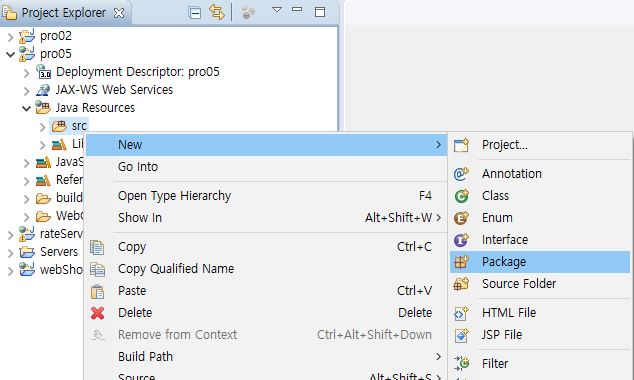 Project Explorer
pro02
pro05
3.0 Deployment Descriptor: pro05
JAX-WS Web Services
Java Resources
src
New
Project...
Go Into
Annotation
Class
Open Type Hierarchy F4
Enum
Show In Alt+Shift+W
Interface
Copy Ctrl+C
Package
Copy Qualified Name
Source Folder
Paste Ctrl+V
Delete Delete
HTML File
Remove from Context Ctrl+Alt+Shift+Down
JSP File
Build Path
Filter
Source Alt+Shift+S
Lil
JavaS
Refer
build
WebC
rateServ
Servers
webSho